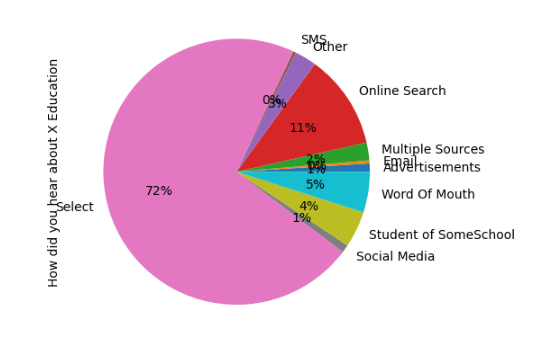 How did you hear about X Education
SMS
Other
Online Search
Multiple Sources
Email
Advertisements
Word Of Mouth
Student of SomeSchool
Social Media
Select
0%
3%
11%
2%
0%
1%
5%
4%
1%
72%